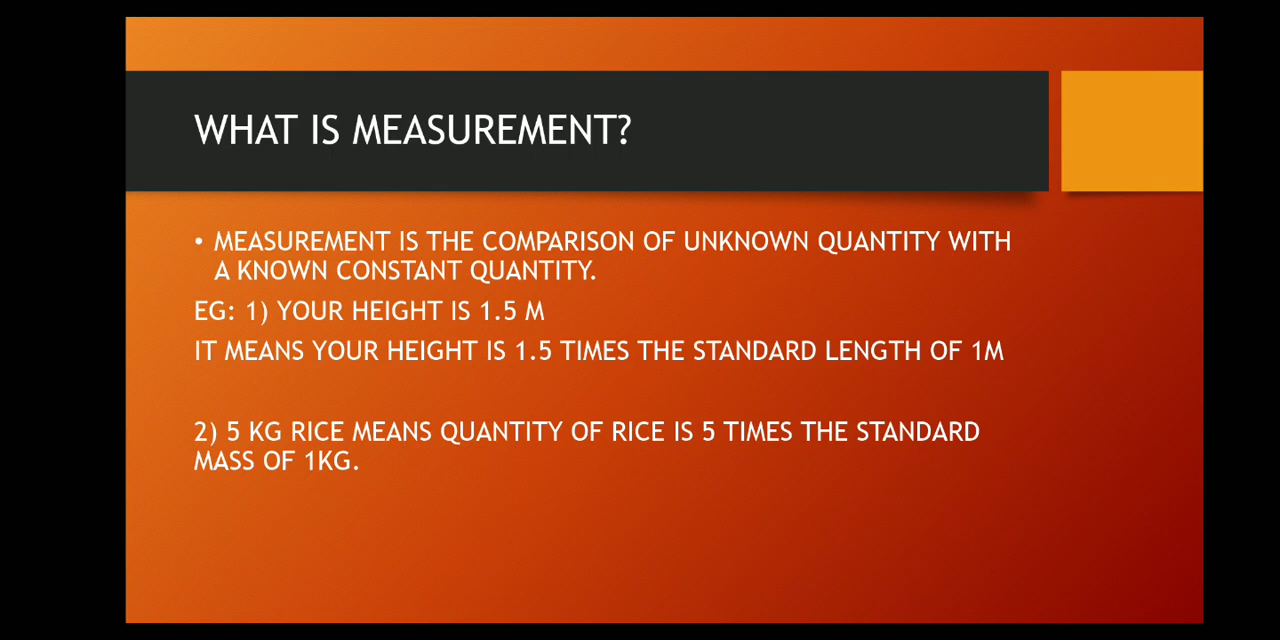 WHAT IS MEASUREMENT?
• MEASUREMENT IS THE COMPARISON OF UNKNOWN QUANTITY WITH
A KNOWN CONSTANT QUANTITY.
EG: 1) YOUR HEIGHT IS 1.5 M
IT MEANS YOUR HEIGHT IS 1.5 TIMES THE STANDARD LENGTH OF 1M
2) 5 KG RICE MEANS QUANTITY OF RICE IS 5 TIMES THE STANDARD
MASS OF 1KG.